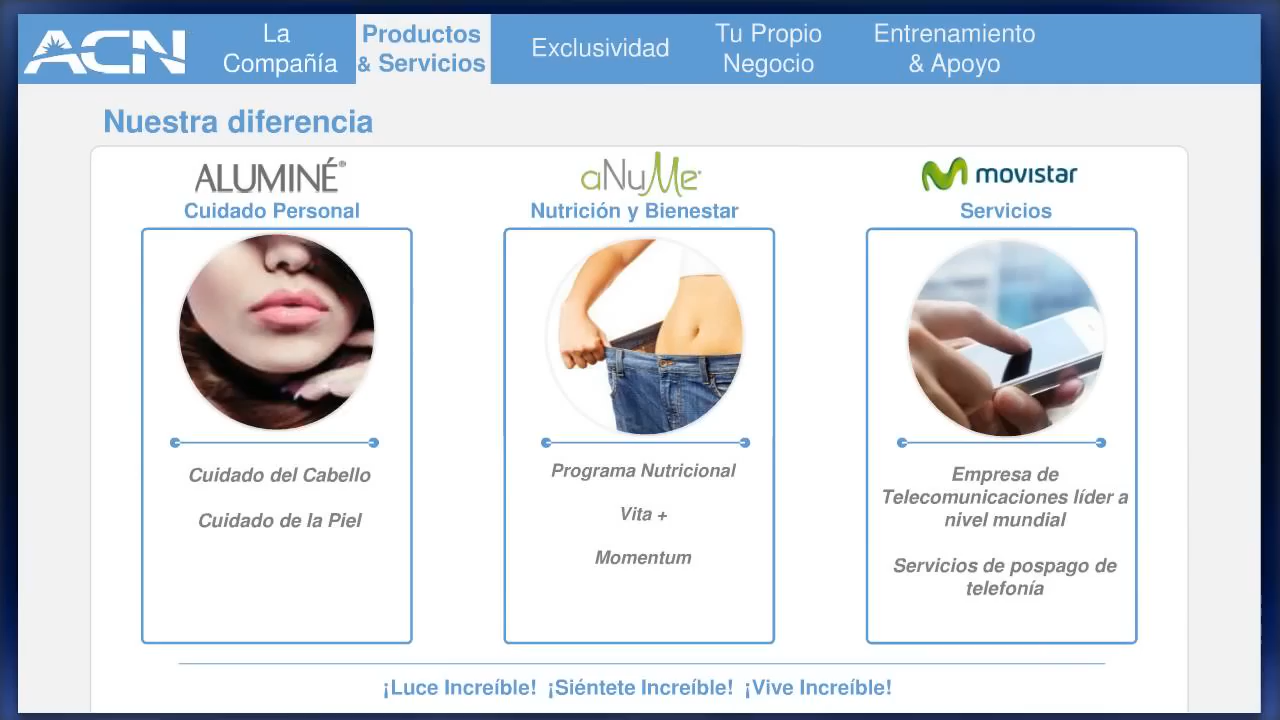 ACN
La Compañía
Productos & Servicios
Exclusividad
Tu Propio Negocio
Entrenamiento & Apoyo
Nuestra diferencia
ALUMINÉ®
Cuidado Personal
Cuidado del Cabello
Cuidado de la Piel
aNuMe
Nutrición y Bienestar
Programa Nutricional
Vita +
Momentum
movistar
Servicios
Empresa de
Telecomunicaciones líder a
nivel mundial
Servicios de pospago de
telefonía
¡Luce Increíble! ¡Siéntete Increíble! ¡Vive Increíble!